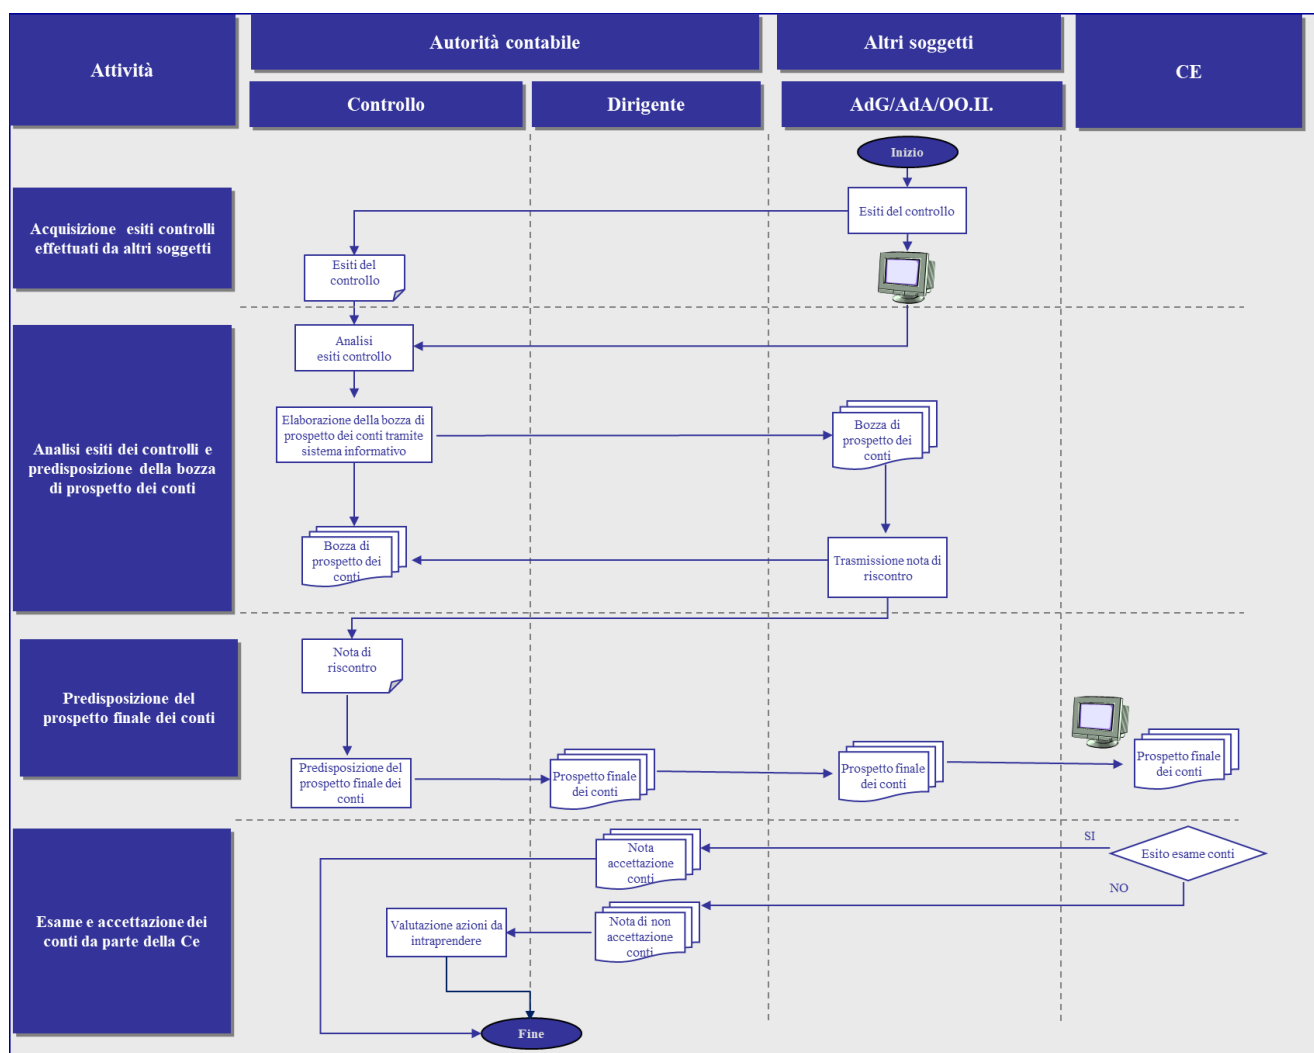 Attività
Autorità contabile
Altri soggetti
CE
Controllo
Dirigente
AdG/AdA/OO.II.
Inizio
Acquisizione esiti controlli
effettuati da altri soggetti
Esiti del controllo
Esiti del
controllo
Analisi esiti dei controlli e
predisposizione della bozza
di prospetto dei conti
Analisi
esiti controllo
Elaborazione della bozza di
prospetto dei conti tramite
sistema informativo
Bozza di
prospetto dei
conti
Bozza di
prospetto dei
conti
Trasmissione nota di
riscontro
Predisposizione del
prospetto finale dei conti
Nota di
riscontro
Predisposizione del
prospetto finale dei
conti
Prospetto finale
dei conti
Prospetto finale
dei conti
Prospetto finale
dei conti
Esame e accettazione dei
conti da parte della Ce
Nota
accettazione
conti
SI
Esito esame conti
NO
Valutazione azioni da
intraprendere
Nota di non
accettazione
conti
Fine